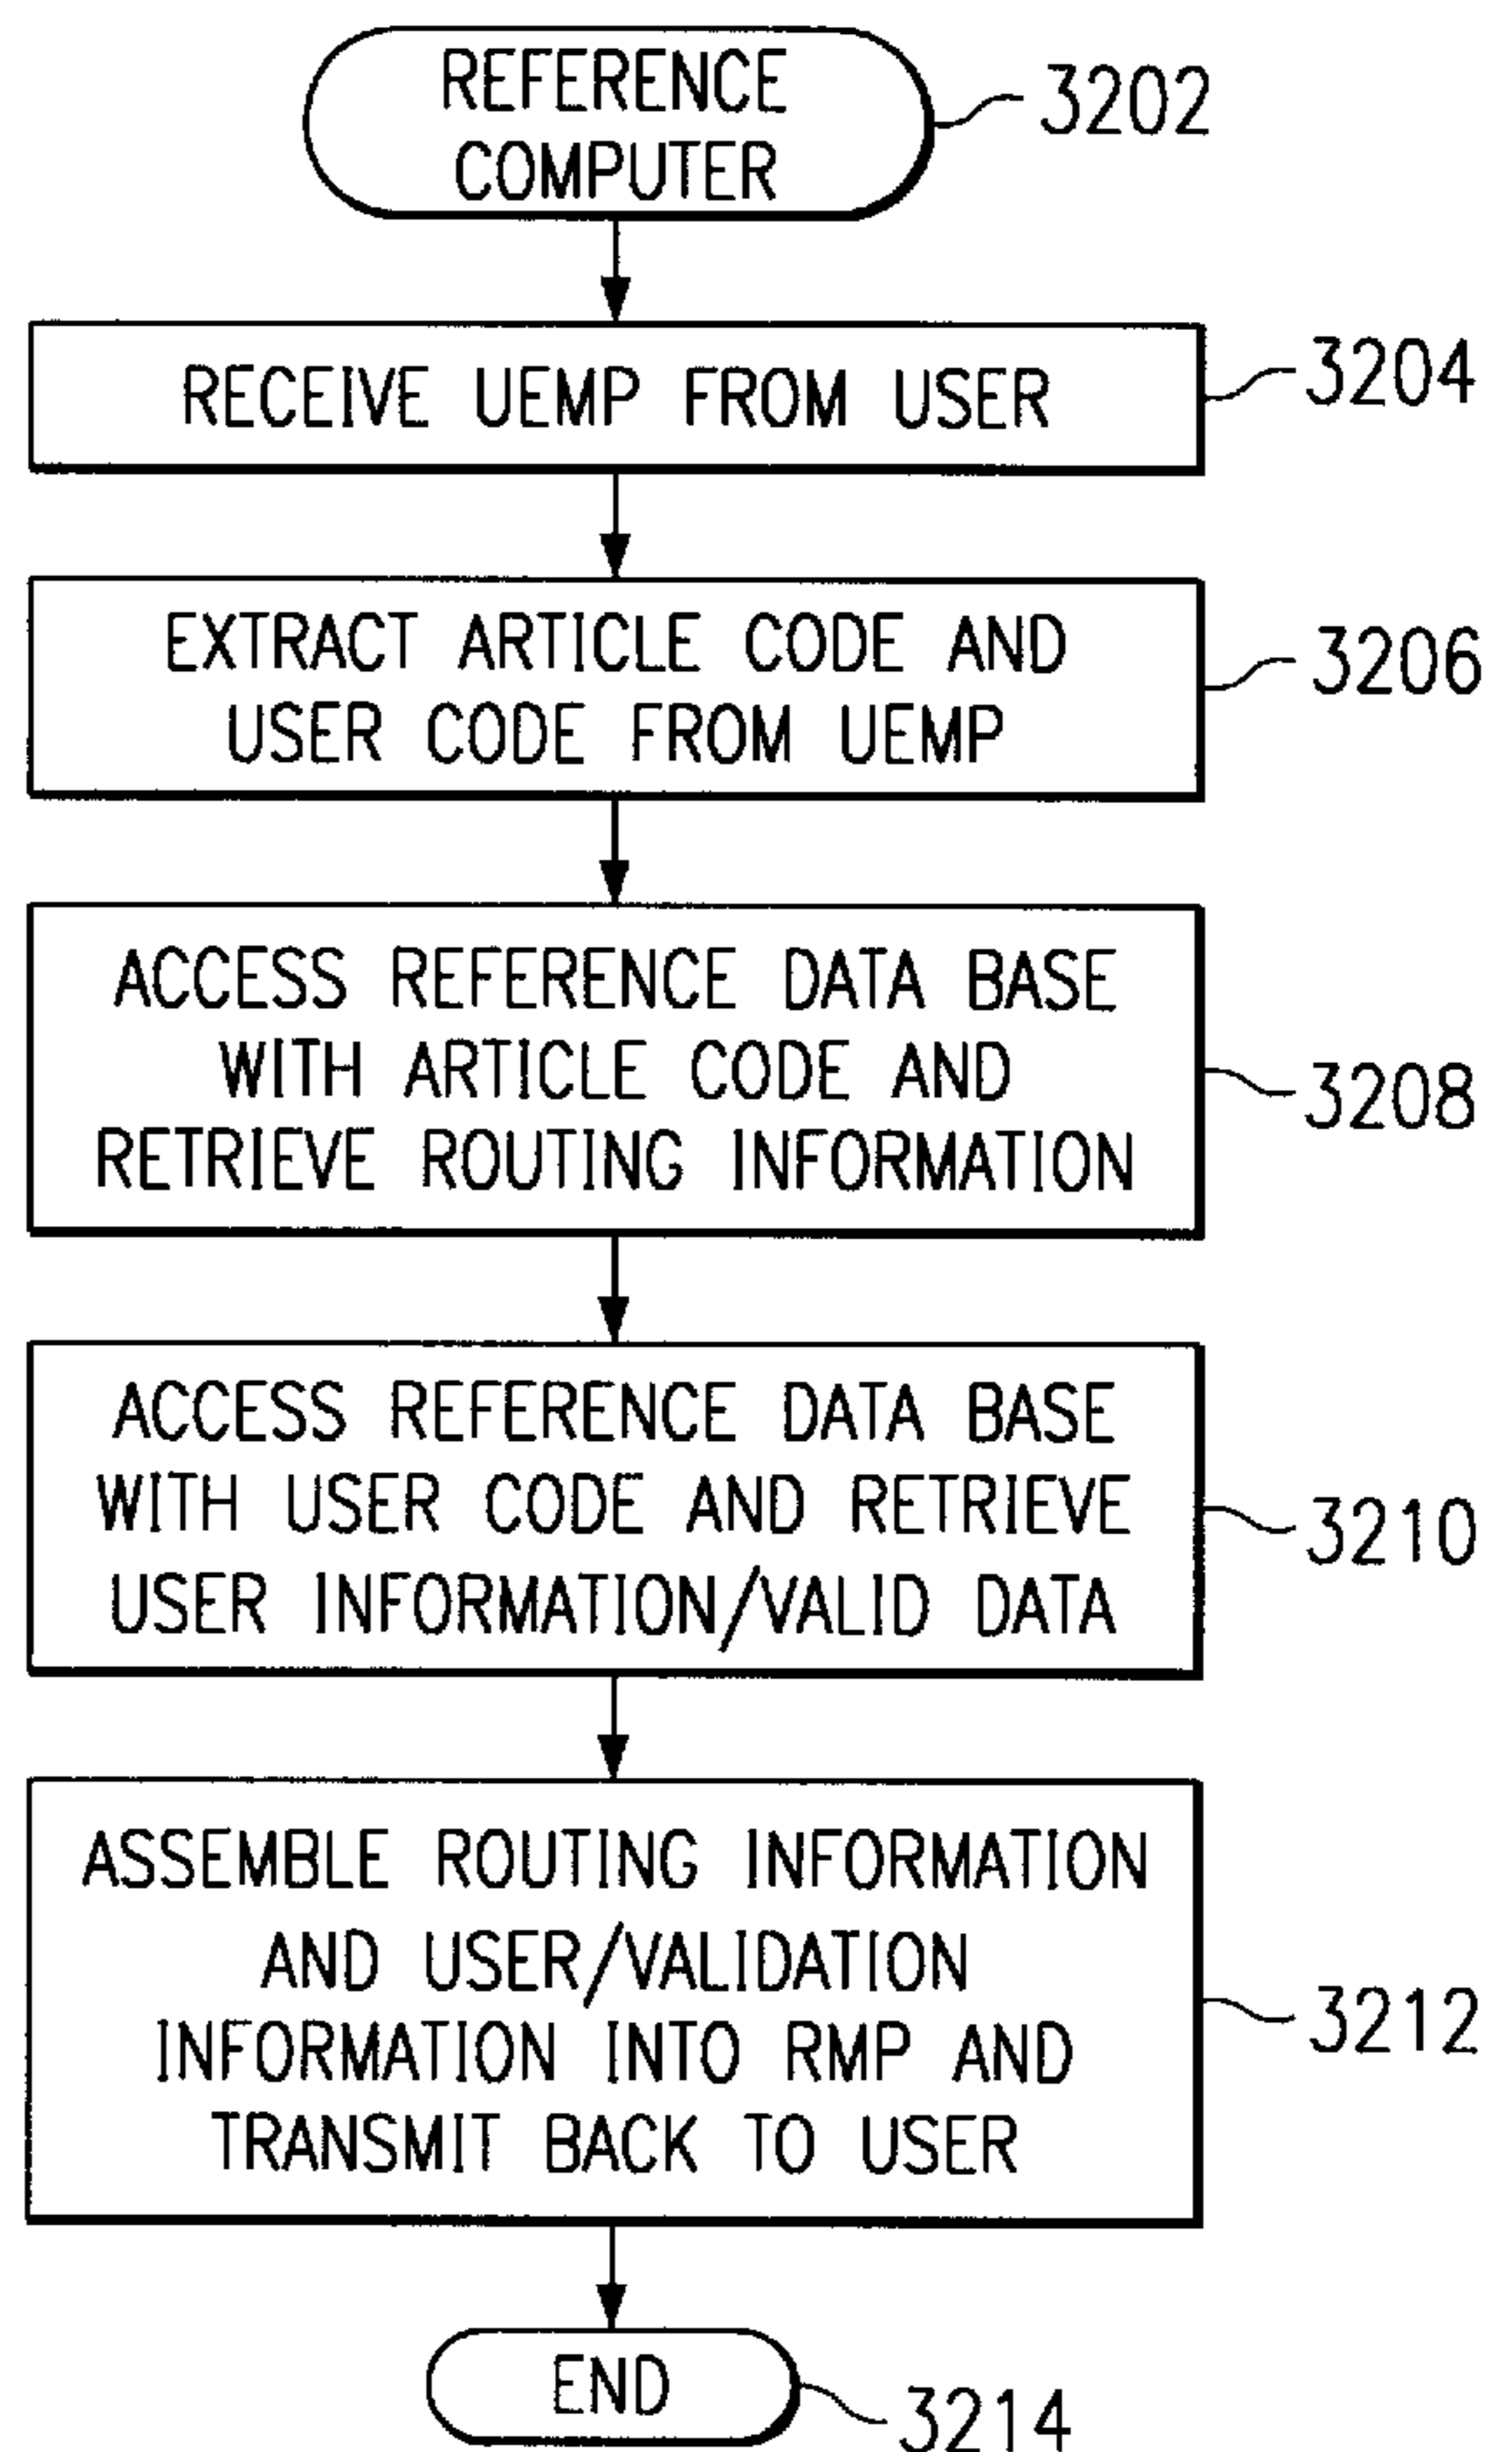 REFERENCE
COMPUTER
3202
RECEIVE UEMP FROM USER
3204
EXTRACT ARTICLE CODE AND
USER CODE FROM UEMP
3206
ACCESS REFERENCE DATA BASE
WITH ARTICLE CODE AND
RETRIEVE ROUTING INFORMATION
3208
ACCESS REFERENCE DATA BASE
WITH USER CODE AND RETRIEVE
USER INFORMATION/VALID DATA
3210
ASSEMBLE ROUTING INFORMATION
AND USER/VALIDATION
INFORMATION INTO RMP AND
TRANSMIT BACK TO USER
3212
END
3214